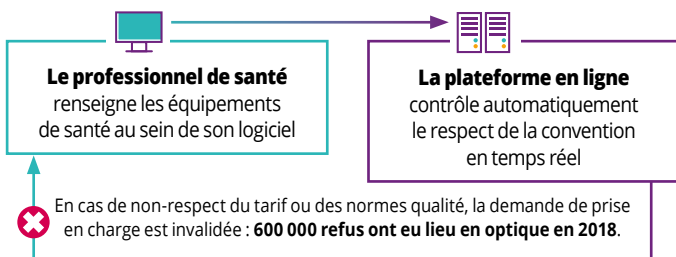 Le professionnel de santé
renseigne les équipements
de santé au sein de son logiciel
La plateforme en ligne
contrôle automatiquement
le respect de la convention
en temps réel
En cas de non-respect du tarif ou des normes qualité, la demande de prise
en charge est invalidée : 600 000 refus ont eu lieu en optique en 2018.